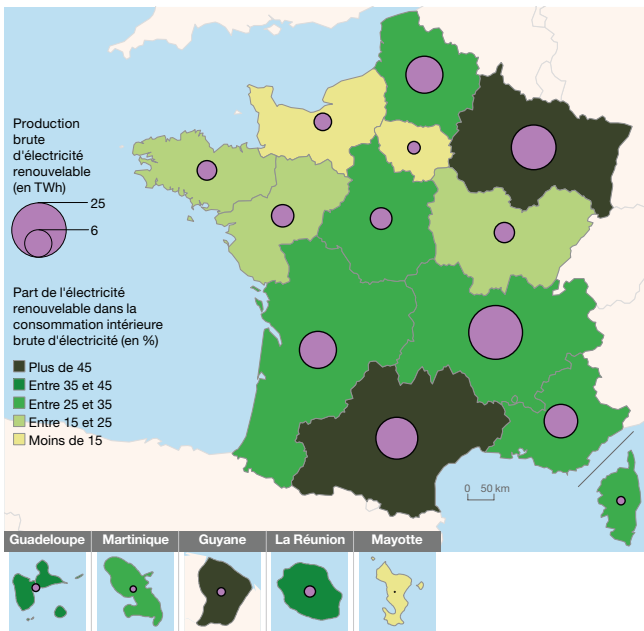 Production
brute
d'électricité
renouvelable
(en TWh)
25
6
Part de l'électricité
renouvelable dans la
consommation intérieure
brute d'électricité (en %)
Plus de 45
Entre 35 et 45
Entre 25 et 35
Entre 15 et 25
Moins de 15
0 50 km
Guadeloupe Martinique Guyane La Réunion Mayotte